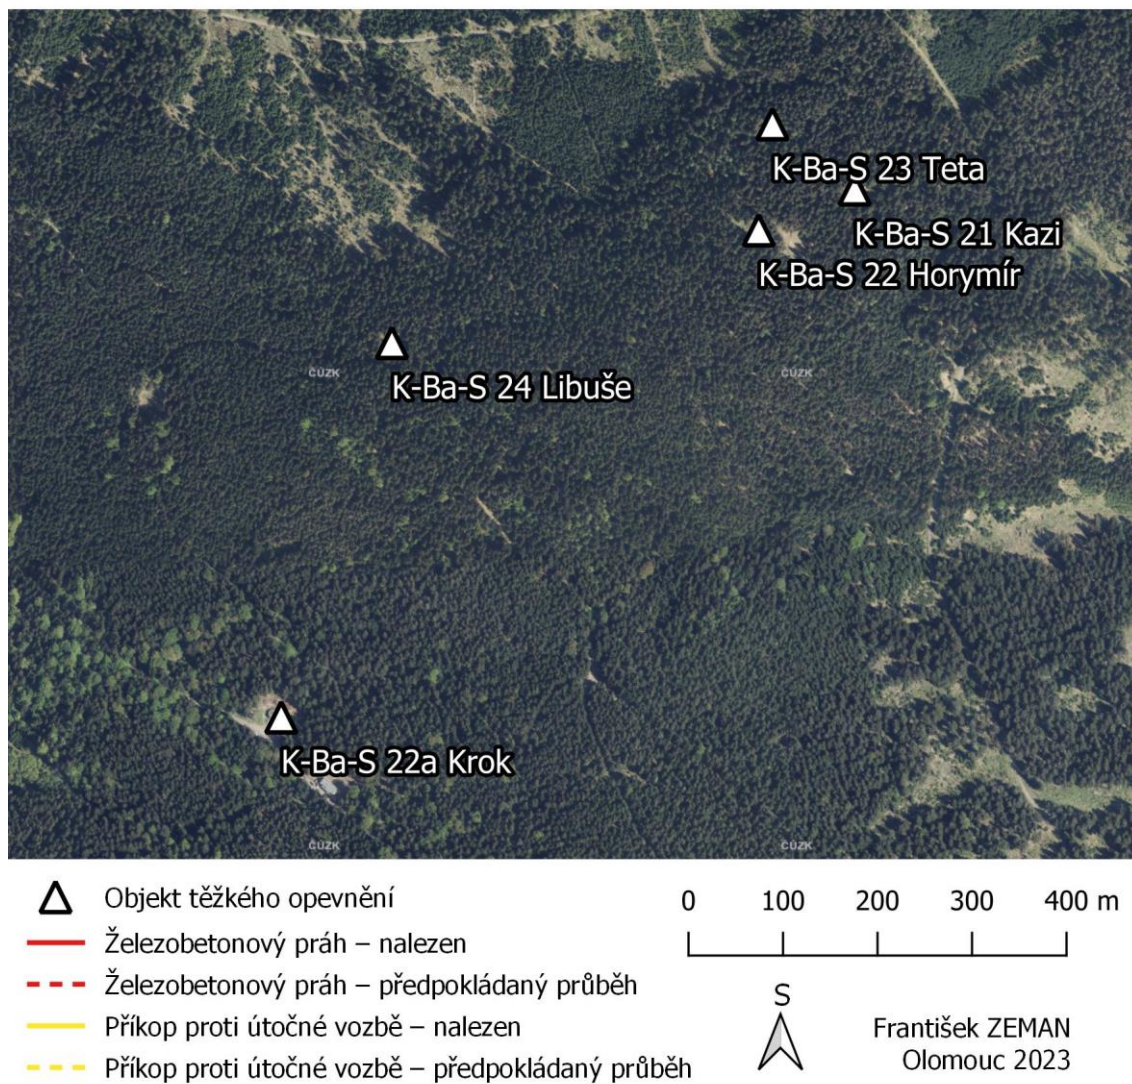 K-Ba-S 23 Teta
K-Ba-S 21 Kazi
K-Ba-S 22 Horymír
K-Ba-S 24 Libuše
ČÚZK
ČÚZK
K-Ba-S 22a Krok
ČÚZK
ČÚZK
Objekt těžkého opevnění
Železobetonový práh – nalezen
Železobetonový práh – předpokládaný průběh
Příkop proti útočné vozbě – nalezen
Příkop proti útočné vozbě – předpokládaný průběh
0 100 200 300 400 m
S
František ZEMAN
Olomouc 2023